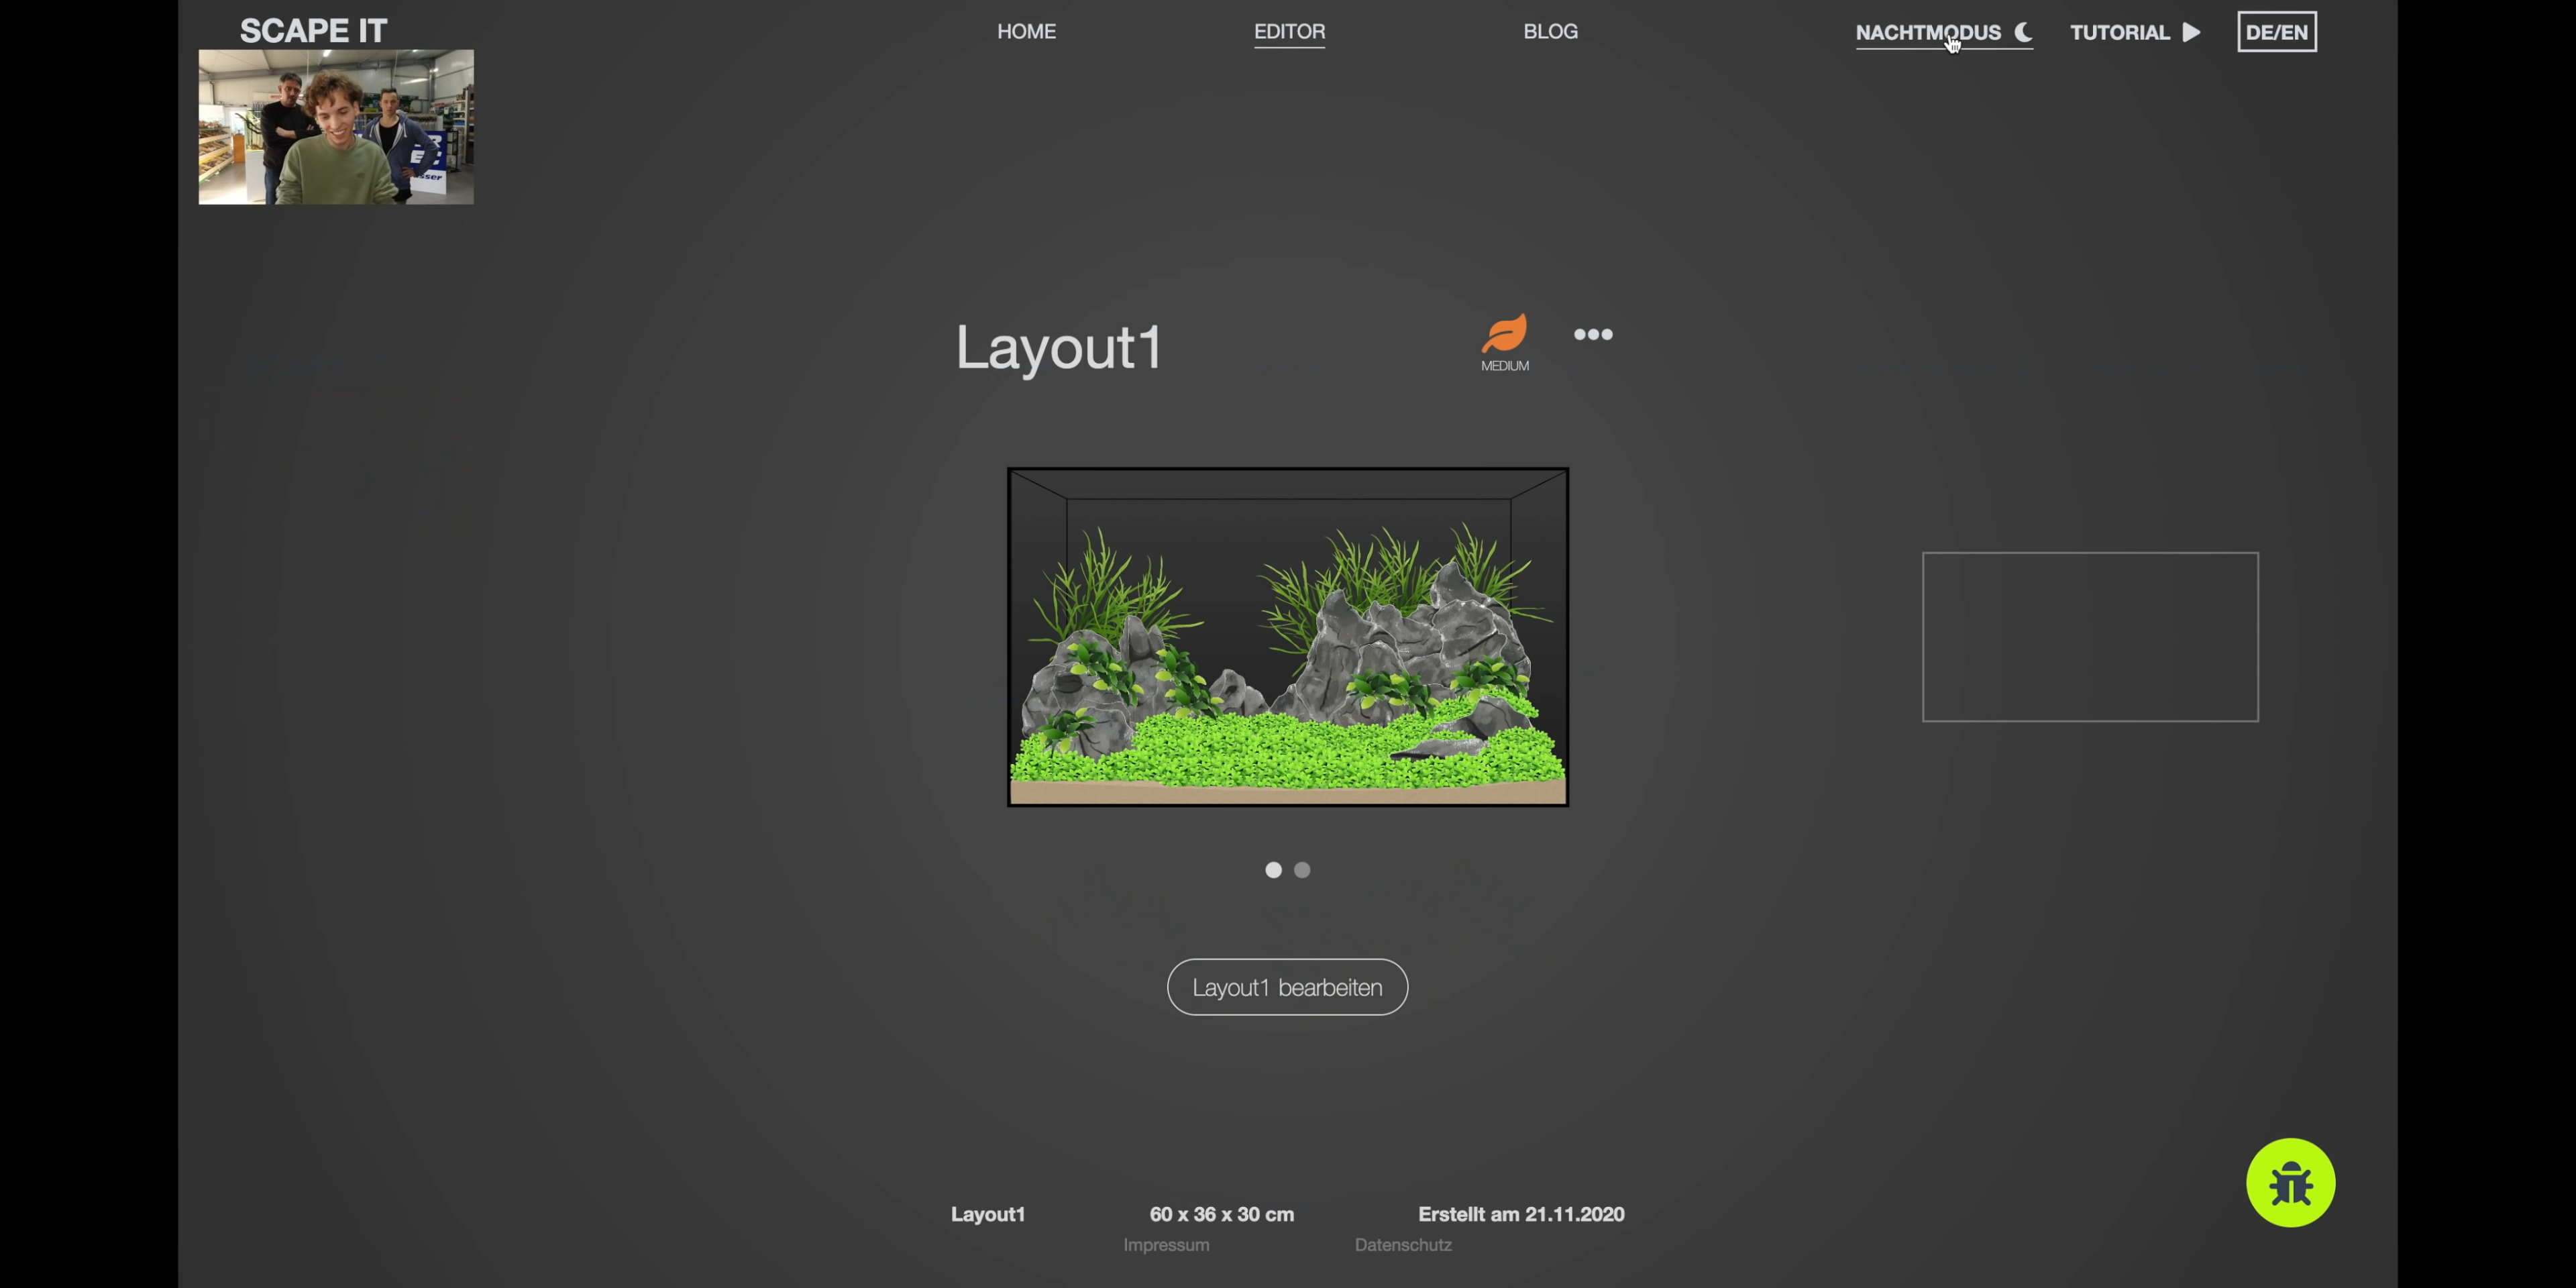 SCAPE IT
HOME
EDITOR
BLOG
NACHTMODUS
TUTORIAL
DE/EN
Layout1
MEDIUM
Layout1 bearbeiten
Layout1
60 x 36 x 30 cm
Erstellt am 21.11.2020
Impressum
Datenschutz